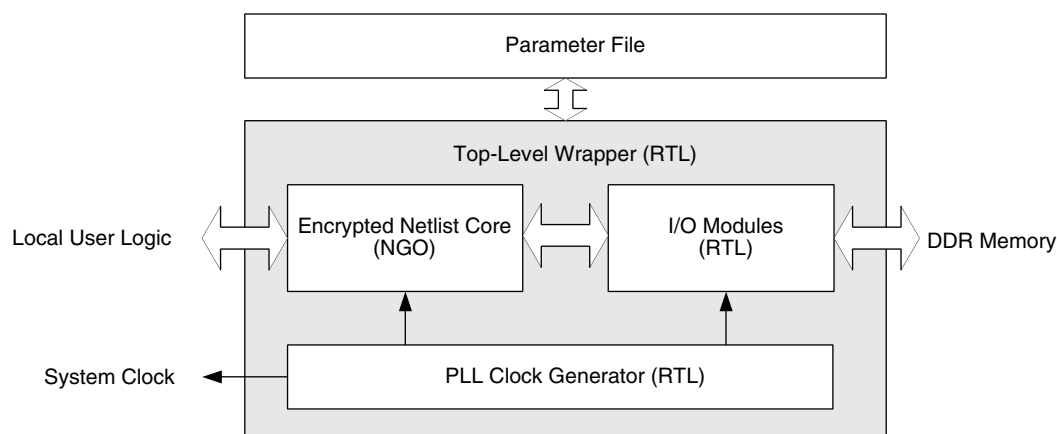 Parameter File
Top-Level Wrapper (RTL)
Encrypted Netlist Core
(NGO)
I/O Modules
(RTL)
Local User Logic
DDR Memory
System Clock
PLL Clock Generator (RTL)